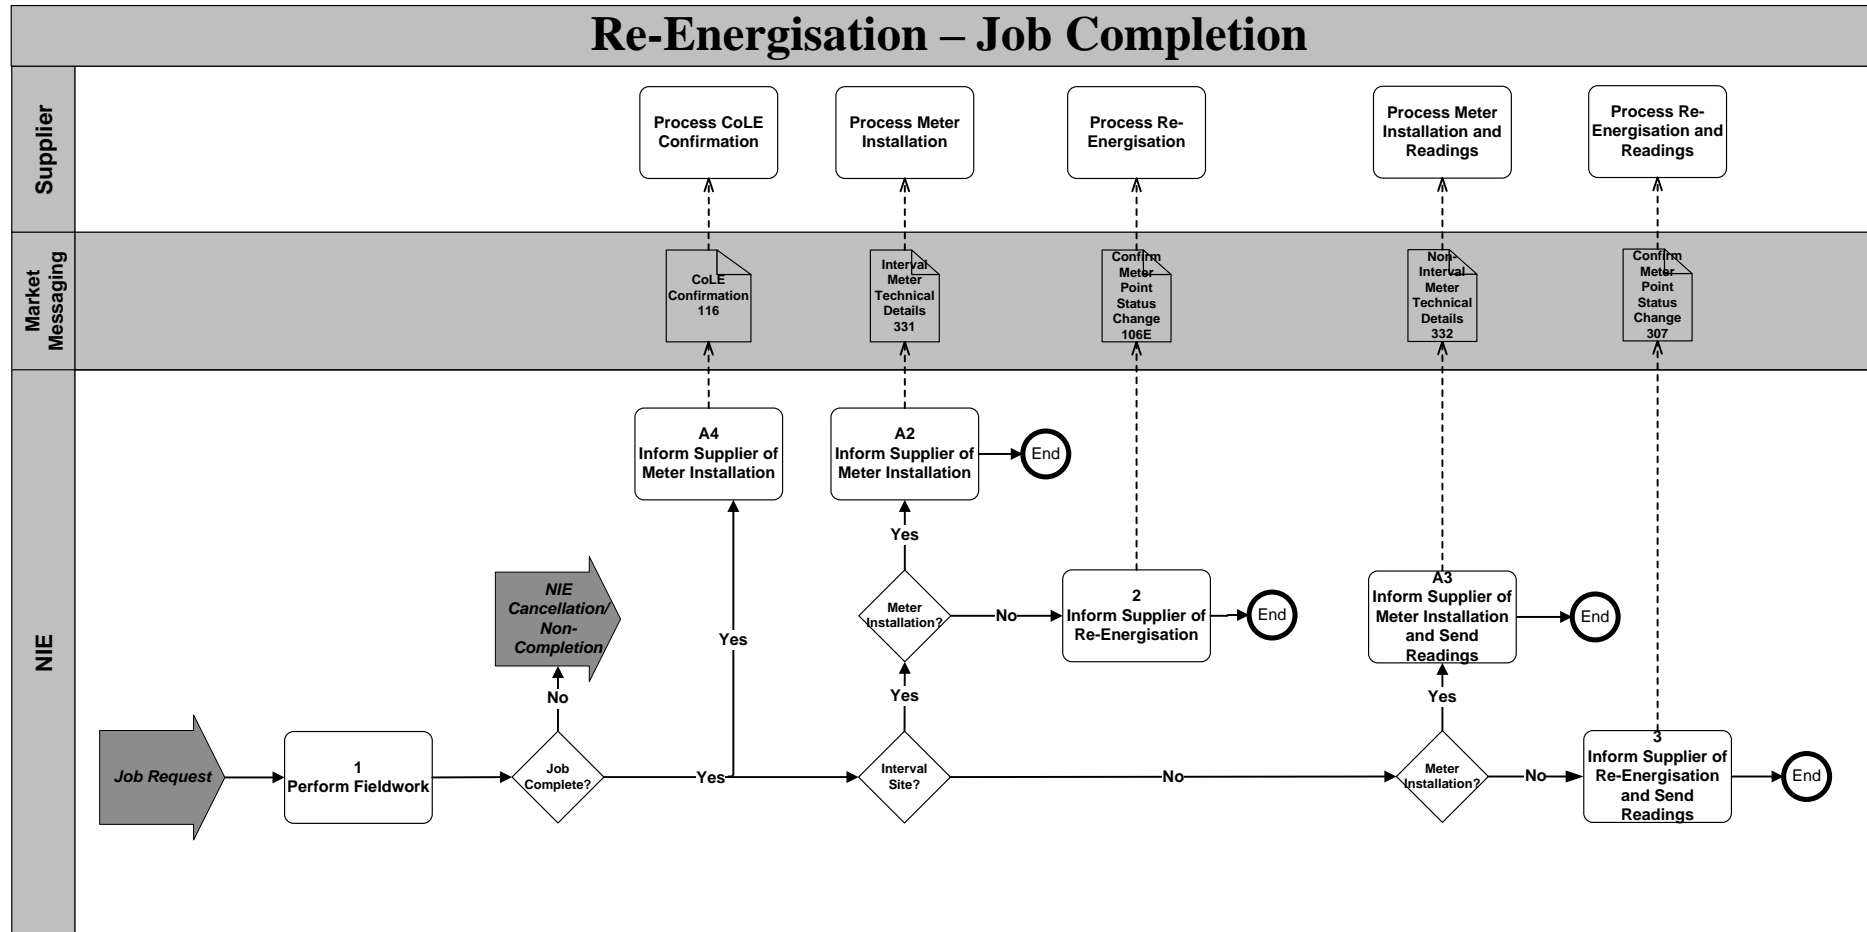 Re-Energisation – Job Completion
Supplier
Process CoLE
Confirmation
Process Meter
Installation
Process Re-
Energisation
Process Meter
Installation and
Readings
Process Re-
Energisation and
Readings
Market
Messaging
CoLE
Confirmation
116
Interval
Meter
Technical
Details
331
Confirm
Meter
Point
Status
Change
106E
Non-
Interval
Meter
Technical
Details
332
Confirm
Meter
Point
Status
Change
307
NIE
A4
Inform Supplier of
Meter Installation
A2
Inform Supplier of
Meter Installation
End
Yes
NIE
Cancellation/
Non-
Completion
Meter
Installation?
No
2
Inform Supplier of
Re-Energisation
End
A3
Inform Supplier of
Meter Installation
and Send
Readings
End
Yes
No
Yes
Yes
Job Request
1
Perform Fieldwork
Job
Complete?
Yes
Interval
Site?
No
Meter
Installation?
No
3
Inform Supplier of
Re-Energisation
and Send
Readings
End